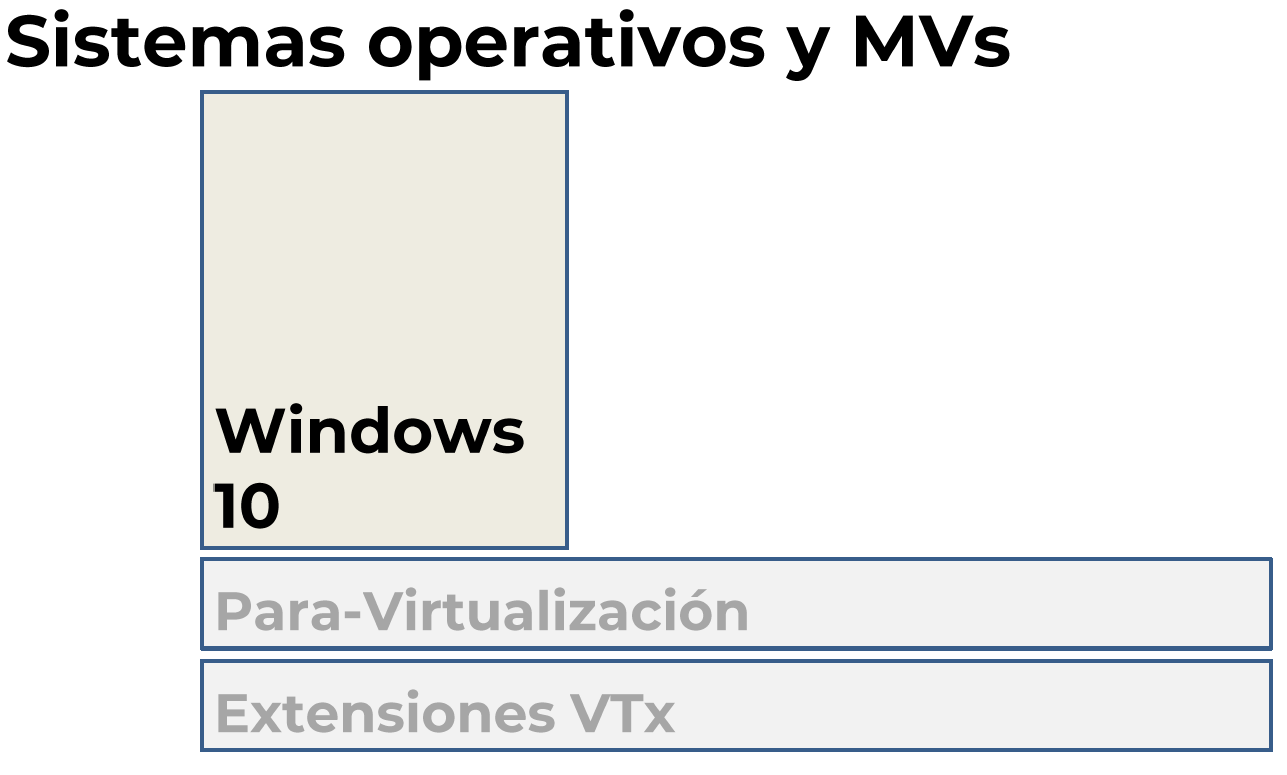 Sistemas operativos y MVs
Windows
10
Para-Virtualización
Extensiones VTx